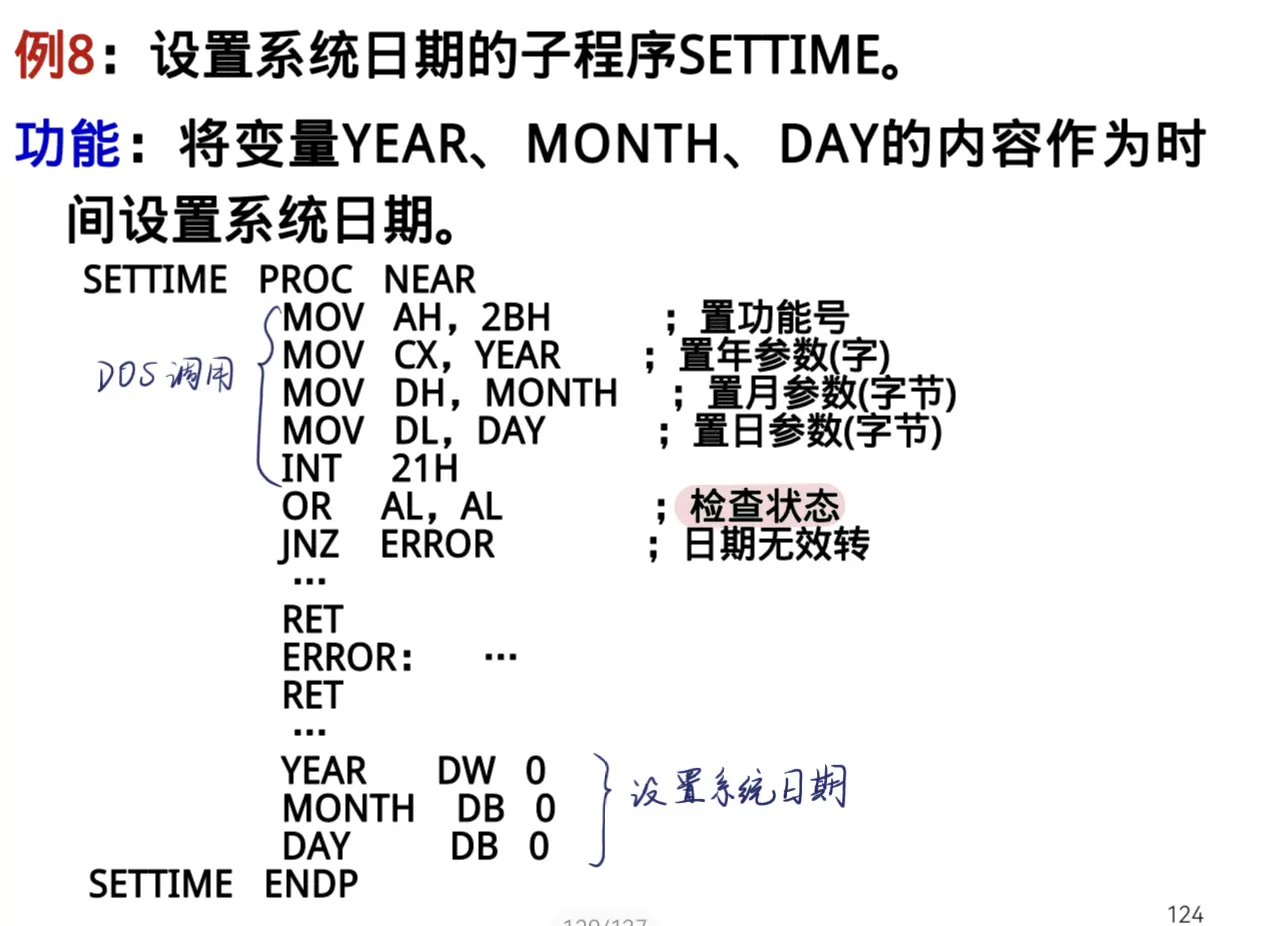 例8：设置系统日期的子程序SETTIME。
功能：将变量YEAR、MONTH、DAY的内容作为时
间设置系统日期。
SETTIME PROC NEAR
MOV AH，2BH ；置功能号
MOV CX，YEAR ；置年参数(字)
DOS调用
MOV DH，MONTH ；置月参数(字节)
MOV DL，DAY ；置日参数(字节)
INT 21H
OR AL，AL ；检查状态
JNZ ERROR ；日期无效转
…
RET
ERROR： …
RET
…
YEAR DW 0
设置系统日期
MONTH DB 0
DAY DB 0
SETTIME ENDP
124